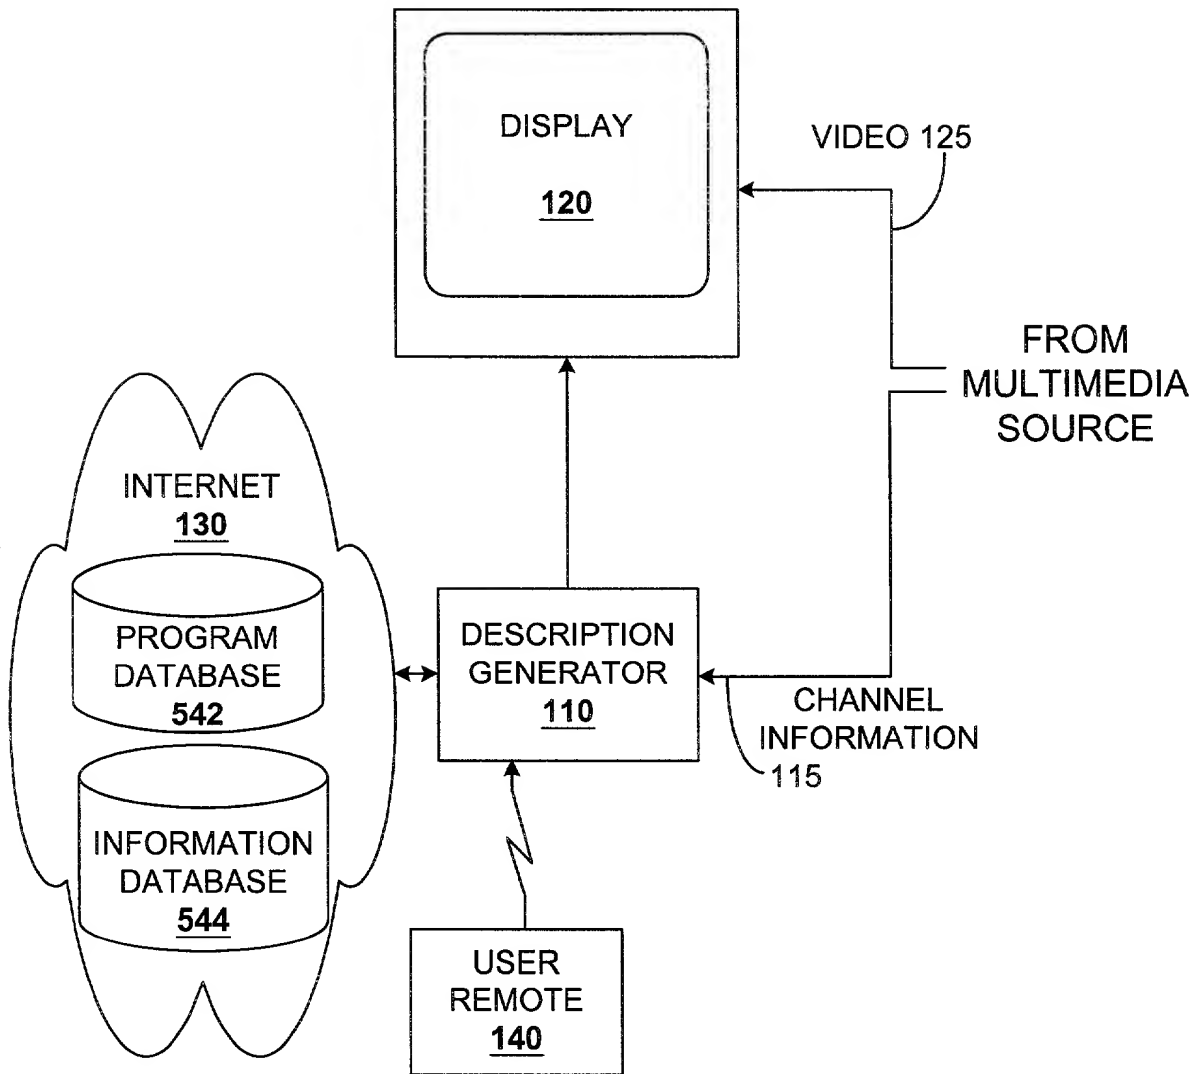 DISPLAY
120
VIDEO 125
FROM
MULTIMEDIA
SOURCE
INTERNET
130
PROGRAM
DATABASE
542
INFORMATION
DATABASE
544
DESCRIPTION
GENERATOR
110
CHANNEL
INFORMATION
115
USER
REMOTE
140